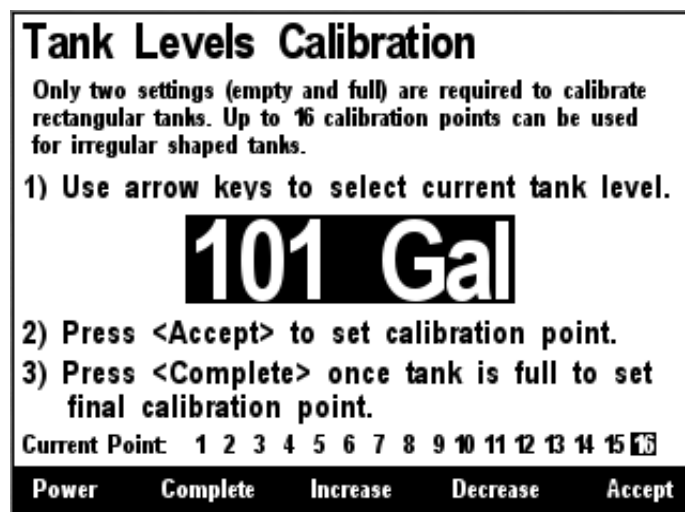 Tank Levels Calibration
Only two settings (empty and full) are required to calibrate
rectangular tanks. Up to 16 calibration points can be used
for irregular shaped tanks.
1) Use arrow keys to select current tank level.
101 Gal
2) Press <Accept> to set calibration point.
3) Press <Complete> once tank is full to set
final calibration point.
Current Point: 1 2 3 4 5 6 7 8 9 10 11 12 13 14 15 16
Power Complete Increase Decrease Accept